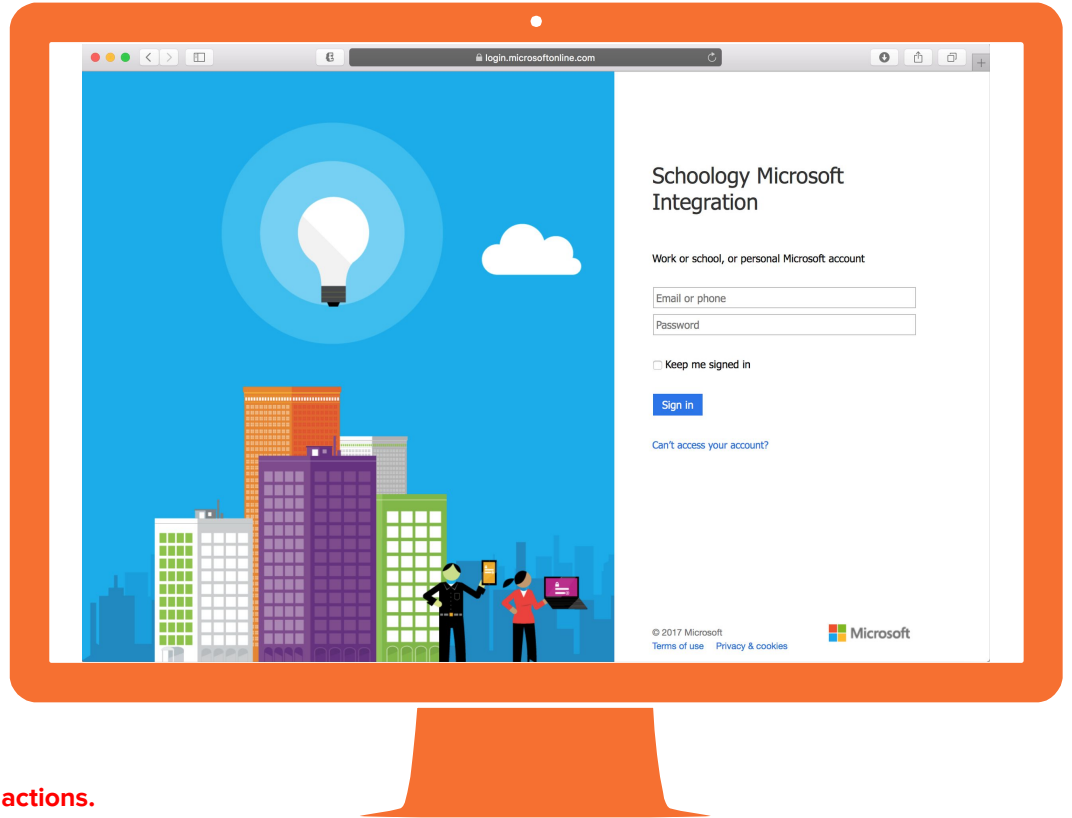 login.microsoftonline.com
Schoology Microsoft
Integration
Work or school, or personal Microsoft account
Email or phone
Password
Keep me signed in
Sign in
Can't access your account?
© 2017 Microsoft
Terms of use Privacy & cookies
Microsoft
actions.